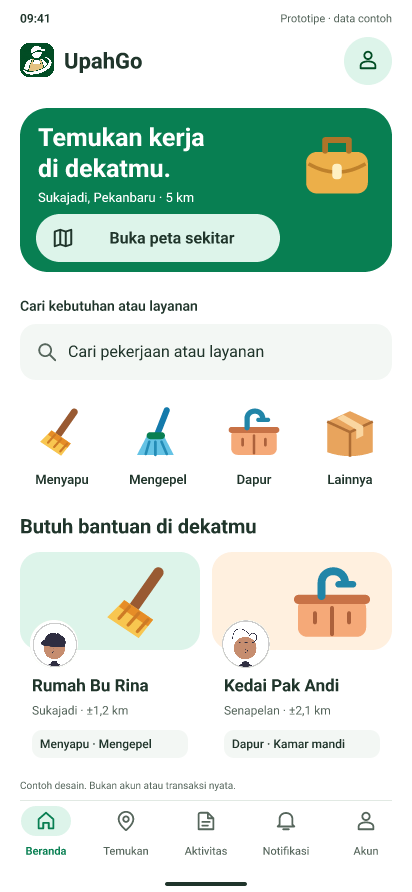 09:41
Prototipe · data contoh
UpahGo
Temukan kerja
di dekatmu.
Sukajadi, Pekanbaru · 5 km
Buka peta sekitar
Cari kebutuhan atau layanan
Cari pekerjaan atau layanan
Menyapu
Mengepel
Dapur
Lainnya
Butuh bantuan di dekatmu
Rumah Bu Rina
Sukajadi · ±1,2 km
Menyapu · Mengepel
Kedai Pak Andi
Senapelan · ±2,1 km
Dapur · Kamar mandi
Contoh desain. Bukan akun atau transaksi nyata.
Beranda
Temukan
Aktivitas
Notifikasi
Akun